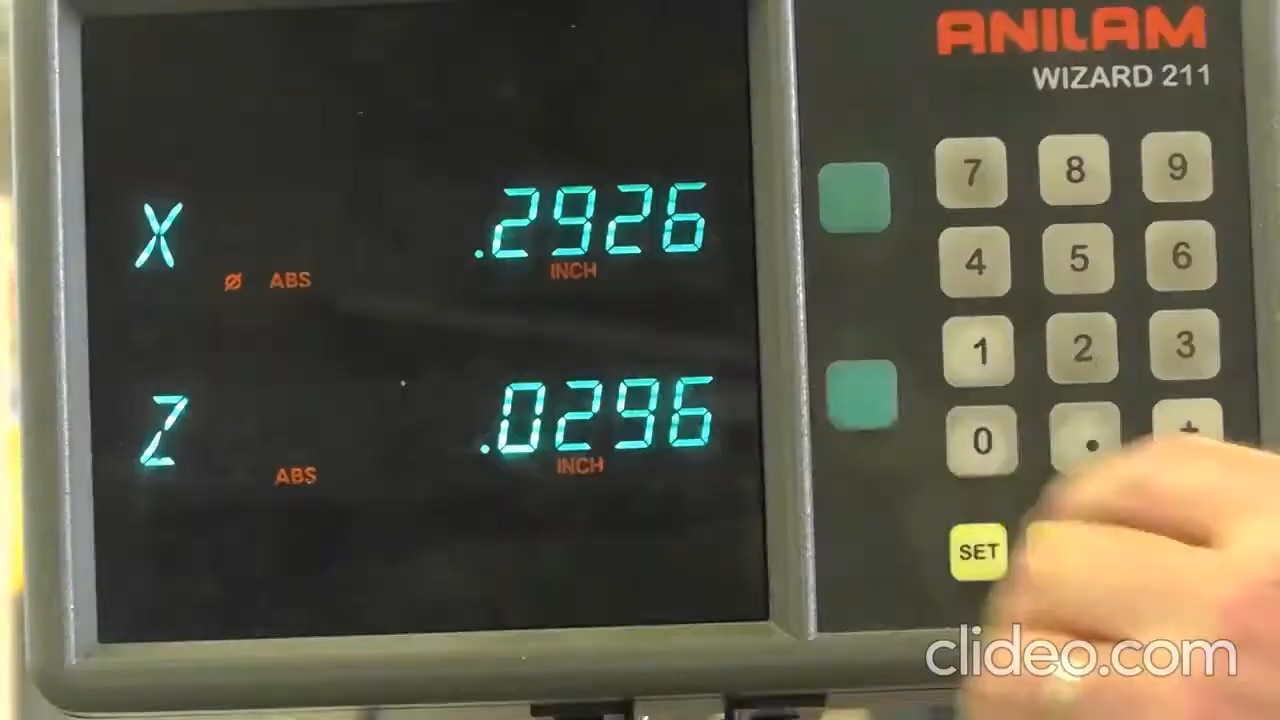 ANILAM
WIZARD 211
X .2926
ø ABS INCH
Z .0296
ABS INCH
7 8 9
4 5 6
1 2 3
0 .
SET
clideo.com